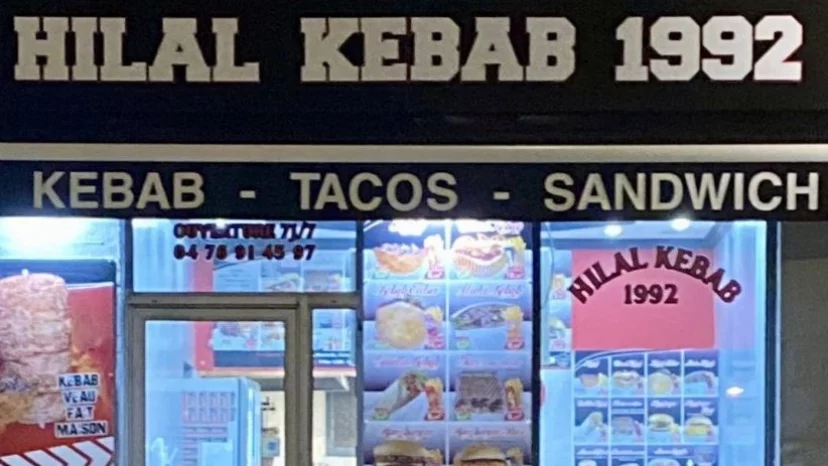 HILAL KEBAB 1992
KEBAB - TACOS - SANDWICH
OUVERTURE 7J/7
04 76 91 45 97
HILAL KEBAB
1992
KEBAB
VEAU
FAIT
MAISON